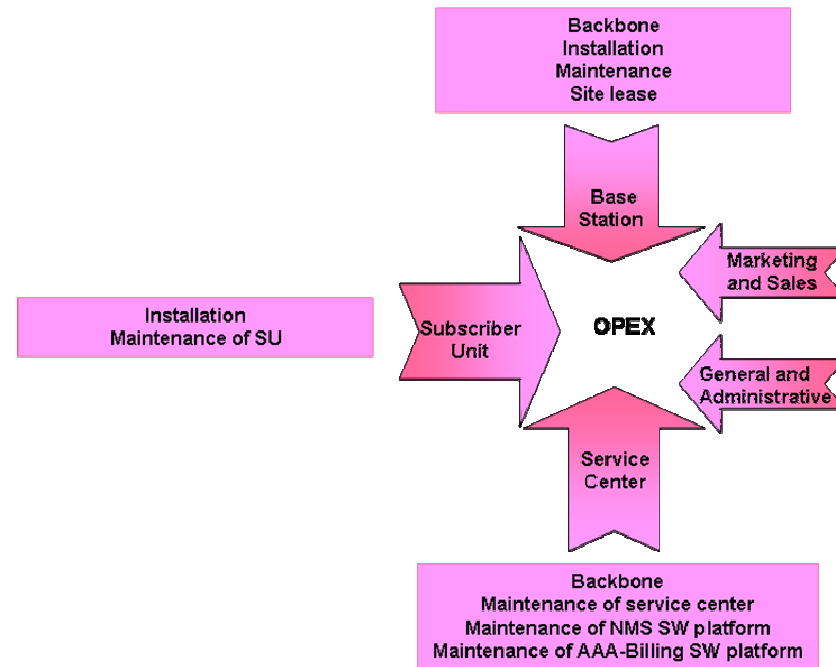 Backbone
Installation
Maintenance
Site lease
Base
Station
Marketing
and Sales
Installation
Maintenance of SU
Subscriber
Unit
OPEX
General and
Administrative
Service
Center
Backbone
Maintenance of service center
Maintenance of NMS SW platform
Maintenance of AAA-Billing SW platform